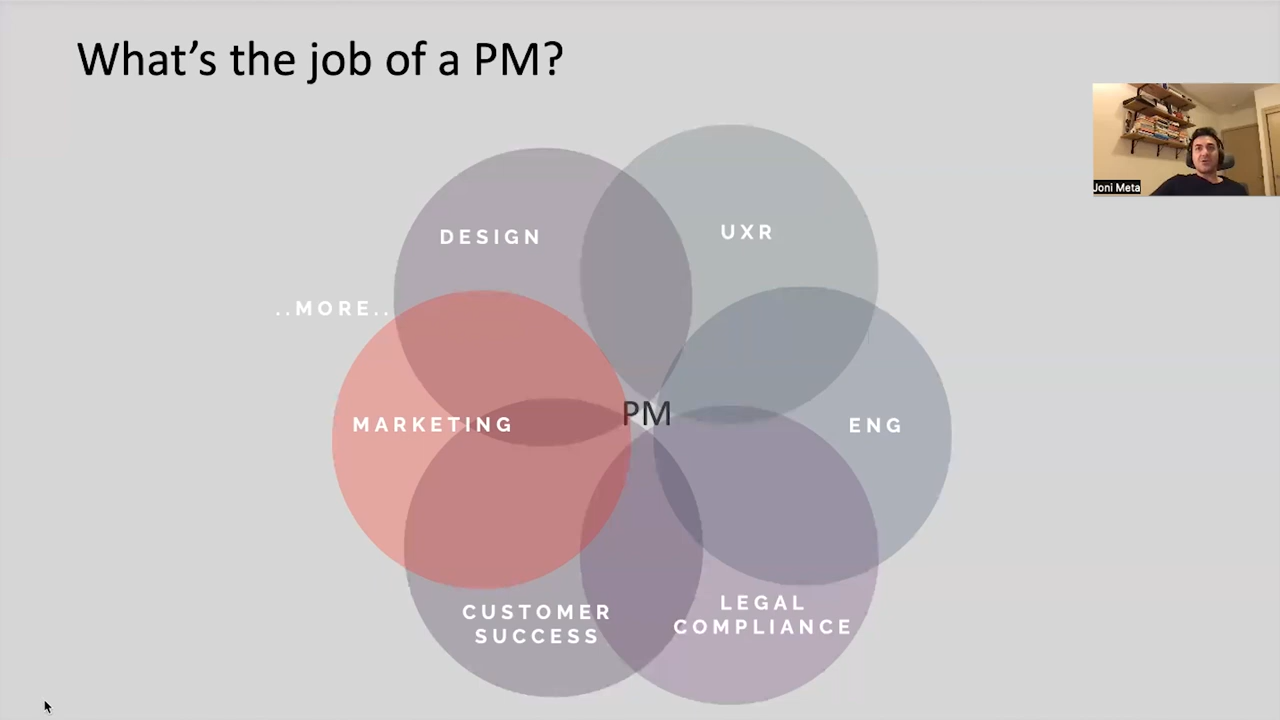 What's the job of a PM?
Joni Meta
DESIGN
UXR
..MORE..
PM
MARKETING
ENG
CUSTOMER
SUCCESS
LEGAL
COMPLIANCE